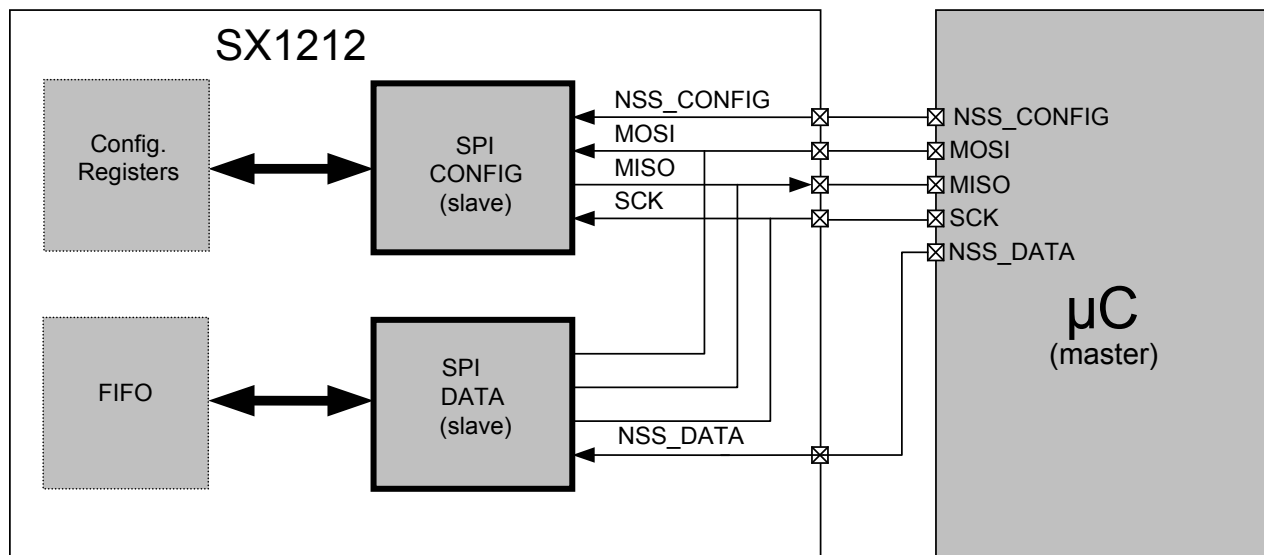 SX1212
Config.
Registers
SPI
CONFIG
(slave)
NSS_CONFIG
MOSI
MISO
SCK
NSS_CONFIG
MOSI
MISO
SCK
NSS_DATA
µC
(master)
FIFO
SPI
DATA
(slave)
NSS_DATA